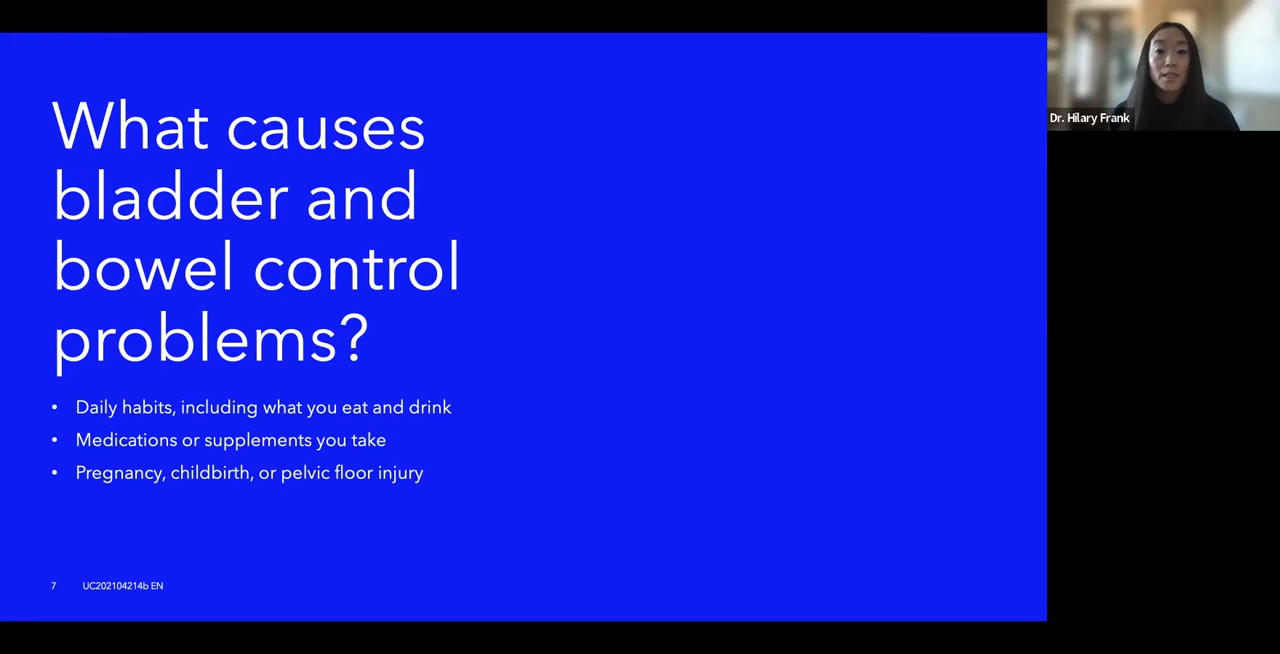 What causes
bladder and
bowel control
problems?
• Daily habits, including what you eat and drink
• Medications or supplements you take
• Pregnancy, childbirth, or pelvic floor injury
7 UC202104214b EN
Dr. Hilary Frank